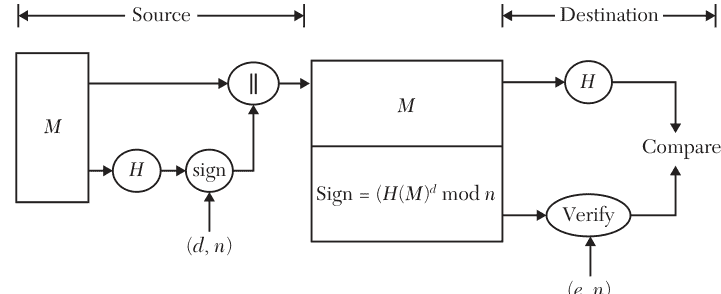 Source
Destination
M
||
M
H
H
sign
Compare
Sign = (H(M)^d mod n
Verify
(d, n)
(e, n)